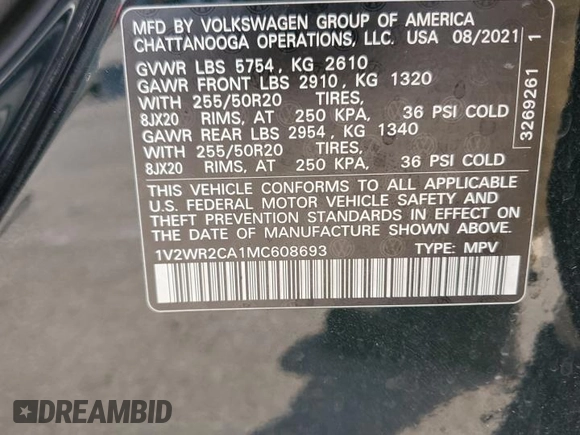 MFD BY VOLKSWAGEN GROUP OF AMERICA
CHATTANOOGA OPERATIONS, LLC. USA 08/2021
GVWR LBS 5754 , KG 2610
GAWR FRONT LBS 2910, KG 1320
WITH 255/50R20 TIRES,
8JX20 RIMS, AT 250 KPA, 36 PSI COLD
GAWR REAR LBS 2954 , KG 1340
WITH 255/50R20 TIRES,
8JX20 RIMS, AT 250 KPA, 36 PSI COLD
THIS VEHICLE CONFORMS TO ALL APPLICABLE
U.S. FEDERAL MOTOR VEHICLE SAFETY AND
THEFT PREVENTION STANDARDS IN EFFECT ON
THE DATE OF MANUFACTURE SHOWN ABOVE.
1V2WR2CA1MC608693 TYPE: MPV
3269261 1
DREAMBID